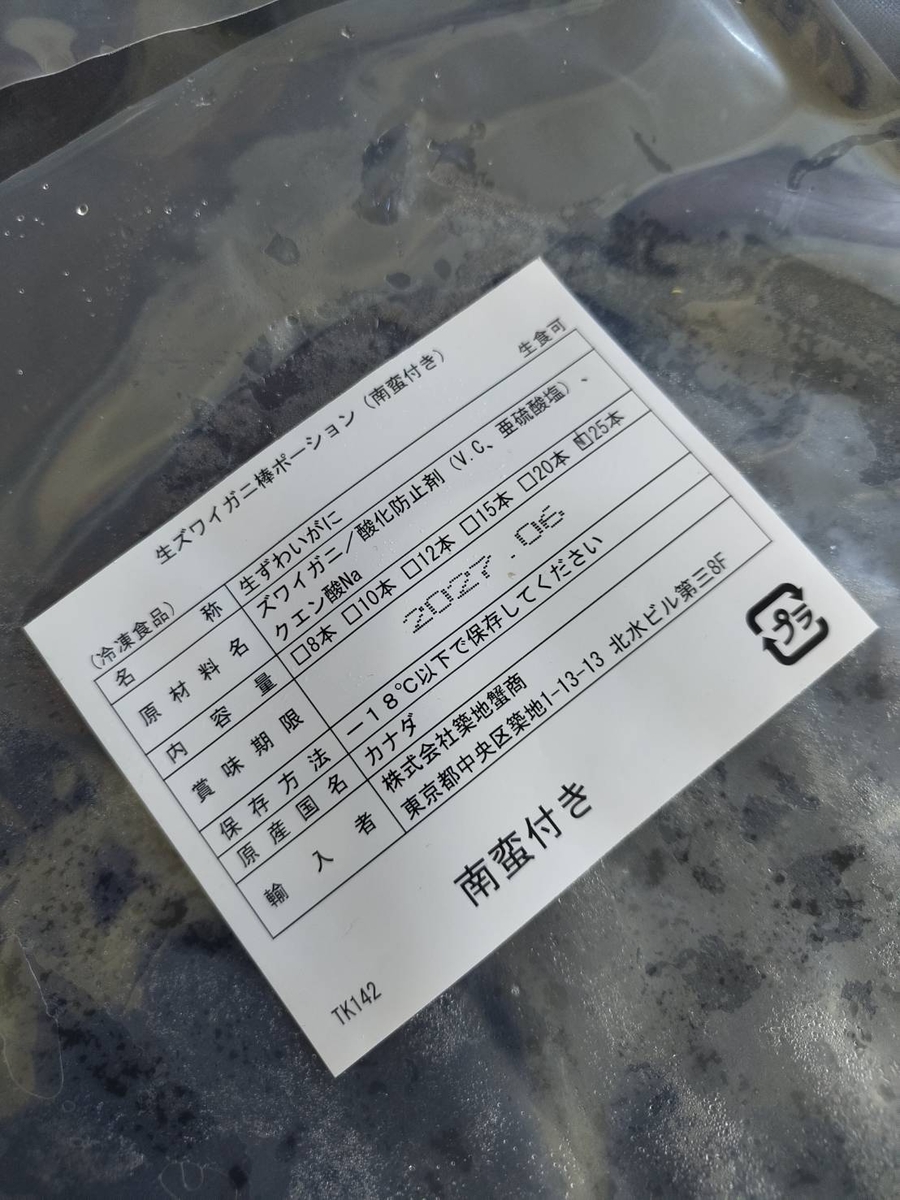 生ズワイガニ棒ポーション（南蛮付き）
（冷凍食品） 生食可
名称 生ずわいがに
原材料名 ズワイガニ／酸化防止剤（V.C、亜硫酸塩）、
クエン酸Na
内容量 □8本 □10本 □12本 □15本 □20本 ☑25本
賞味期限 2027.06
保存方法 －18℃以下で保存してください
原産国名 カナダ
輸入者 株式会社築地蟹商
東京都中央区築地1-13-13 北水ビル第三8F
プラ
南蛮付き
TK142